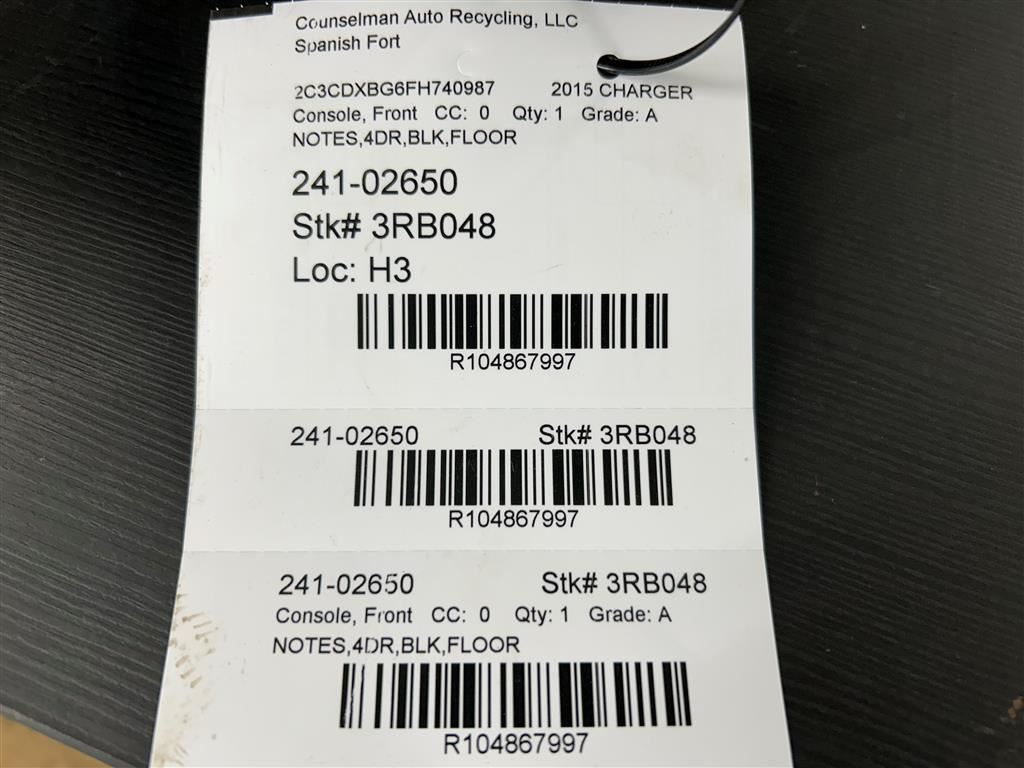 Counselman Auto Recycling, LLC
Spanish Fort
2C3CDXBG6FH740987 2015 CHARGER
Console, Front CC: 0 Qty: 1 Grade: A
NOTES,4DR,BLK,FLOOR
241-02650
Stk# 3RB048
Loc: H3
R104867997
241-02650 Stk# 3RB048
R104867997
241-02650 Stk# 3RB048
Console, Front CC: 0 Qty: 1 Grade: A
NOTES,4DR,BLK,FLOOR
R104867997